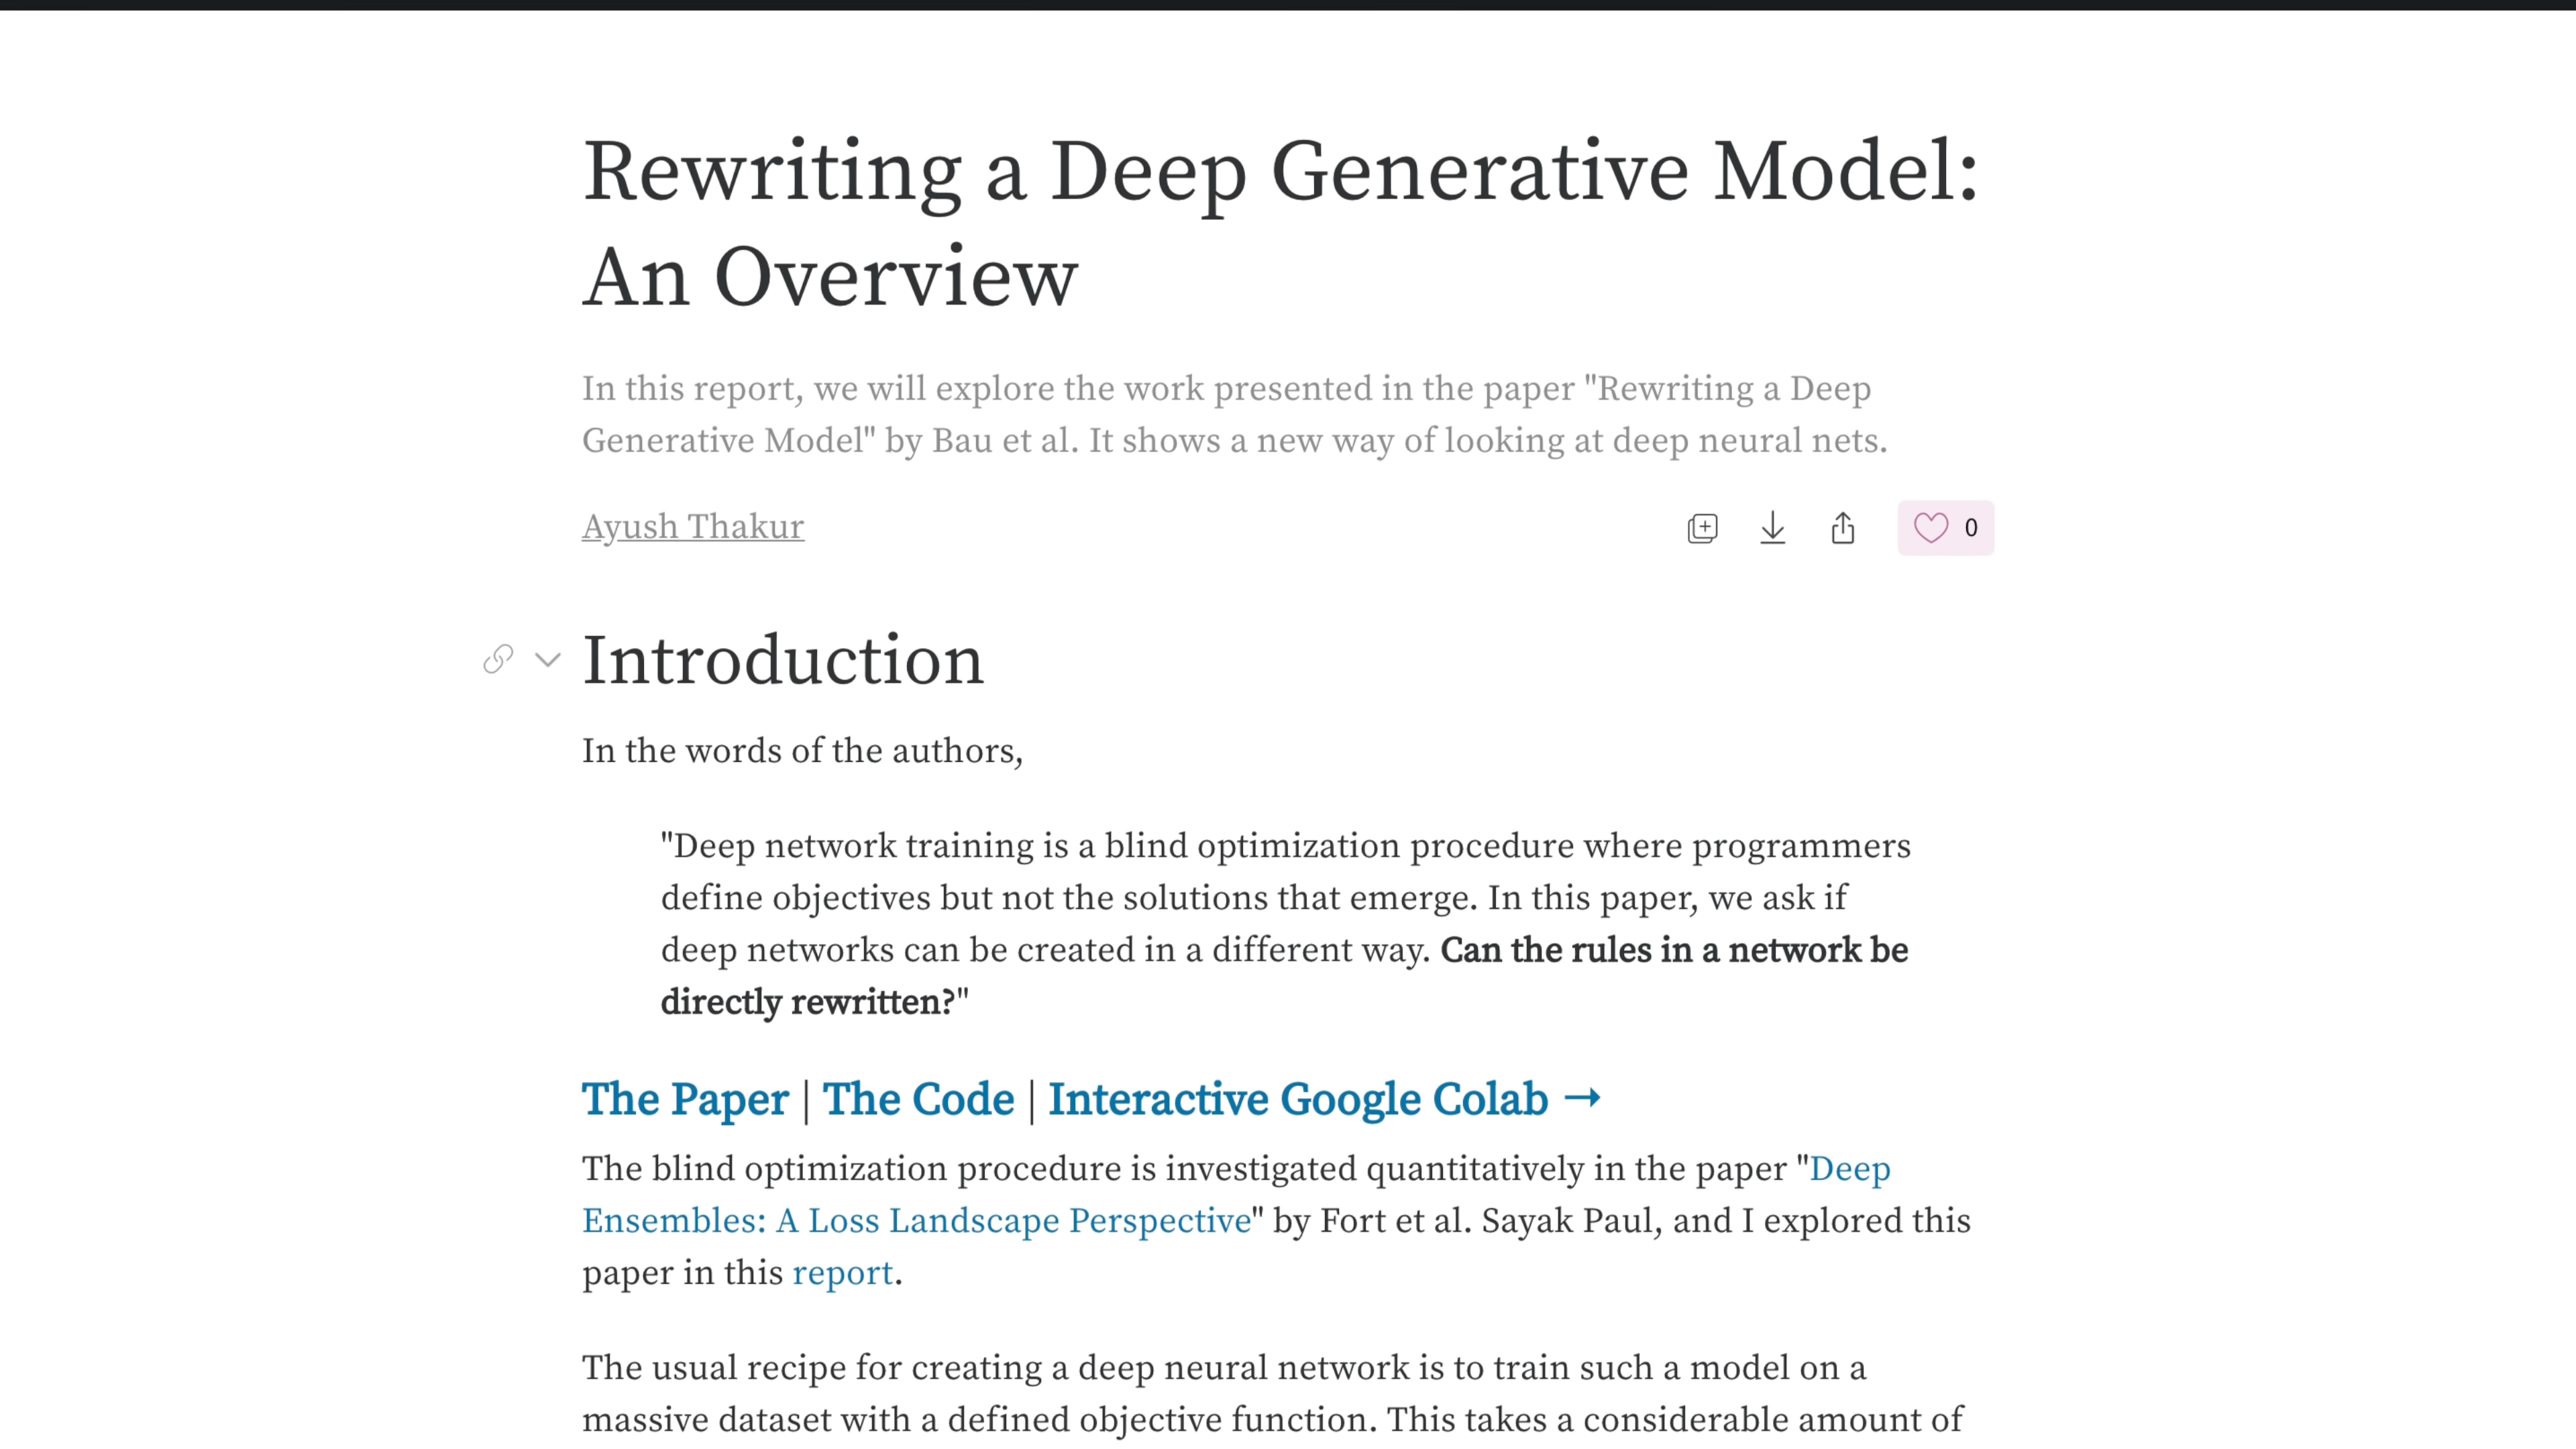 Rewriting a Deep Generative Model:
An Overview
In this report, we will explore the work presented in the paper "Rewriting a Deep
Generative Model" by Bau et al. It shows a new way of looking at deep neural nets.
Ayush Thakur
0
Introduction
In the words of the authors,
"Deep network training is a blind optimization procedure where programmers
define objectives but not the solutions that emerge. In this paper, we ask if
deep networks can be created in a different way. Can the rules in a network be
directly rewritten?"
The Paper | The Code | Interactive Google Colab →
The blind optimization procedure is investigated quantitatively in the paper "Deep
Ensembles: A Loss Landscape Perspective" by Fort et al. Sayak Paul, and I explored this
paper in this report.
The usual recipe for creating a deep neural network is to train such a model on a
massive dataset with a defined objective function. This takes a considerable amount of